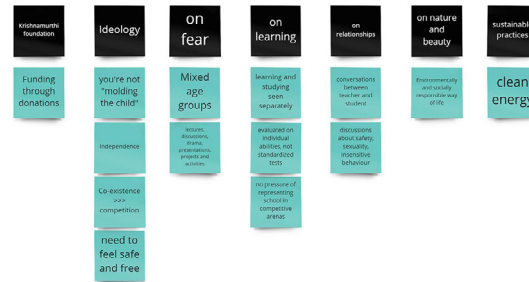 Krishnamurthi
foundation
Funding
through
donations
Ideology
you're not
"molding
the child"
independence
Co-existence
>>>
competition
need to
feel safe
and free
on
fear
Mixed
age
groups
lectures,
discussions,
drama,
presentations,
projects and
activities
on
learning
learning and
studying
seen
separately
evaluated on
individual
abilities, not
standardized
tests
no pressure of
representing
school in
competitive
arenas
on
relationships
conversations
between
teacher and
student
discussions
about safety,
sexuality,
insensitive
behaviour
on nature
and
beauty
Environmentally
and socially
responsible way
of life
sustainable
practices
clean
energy